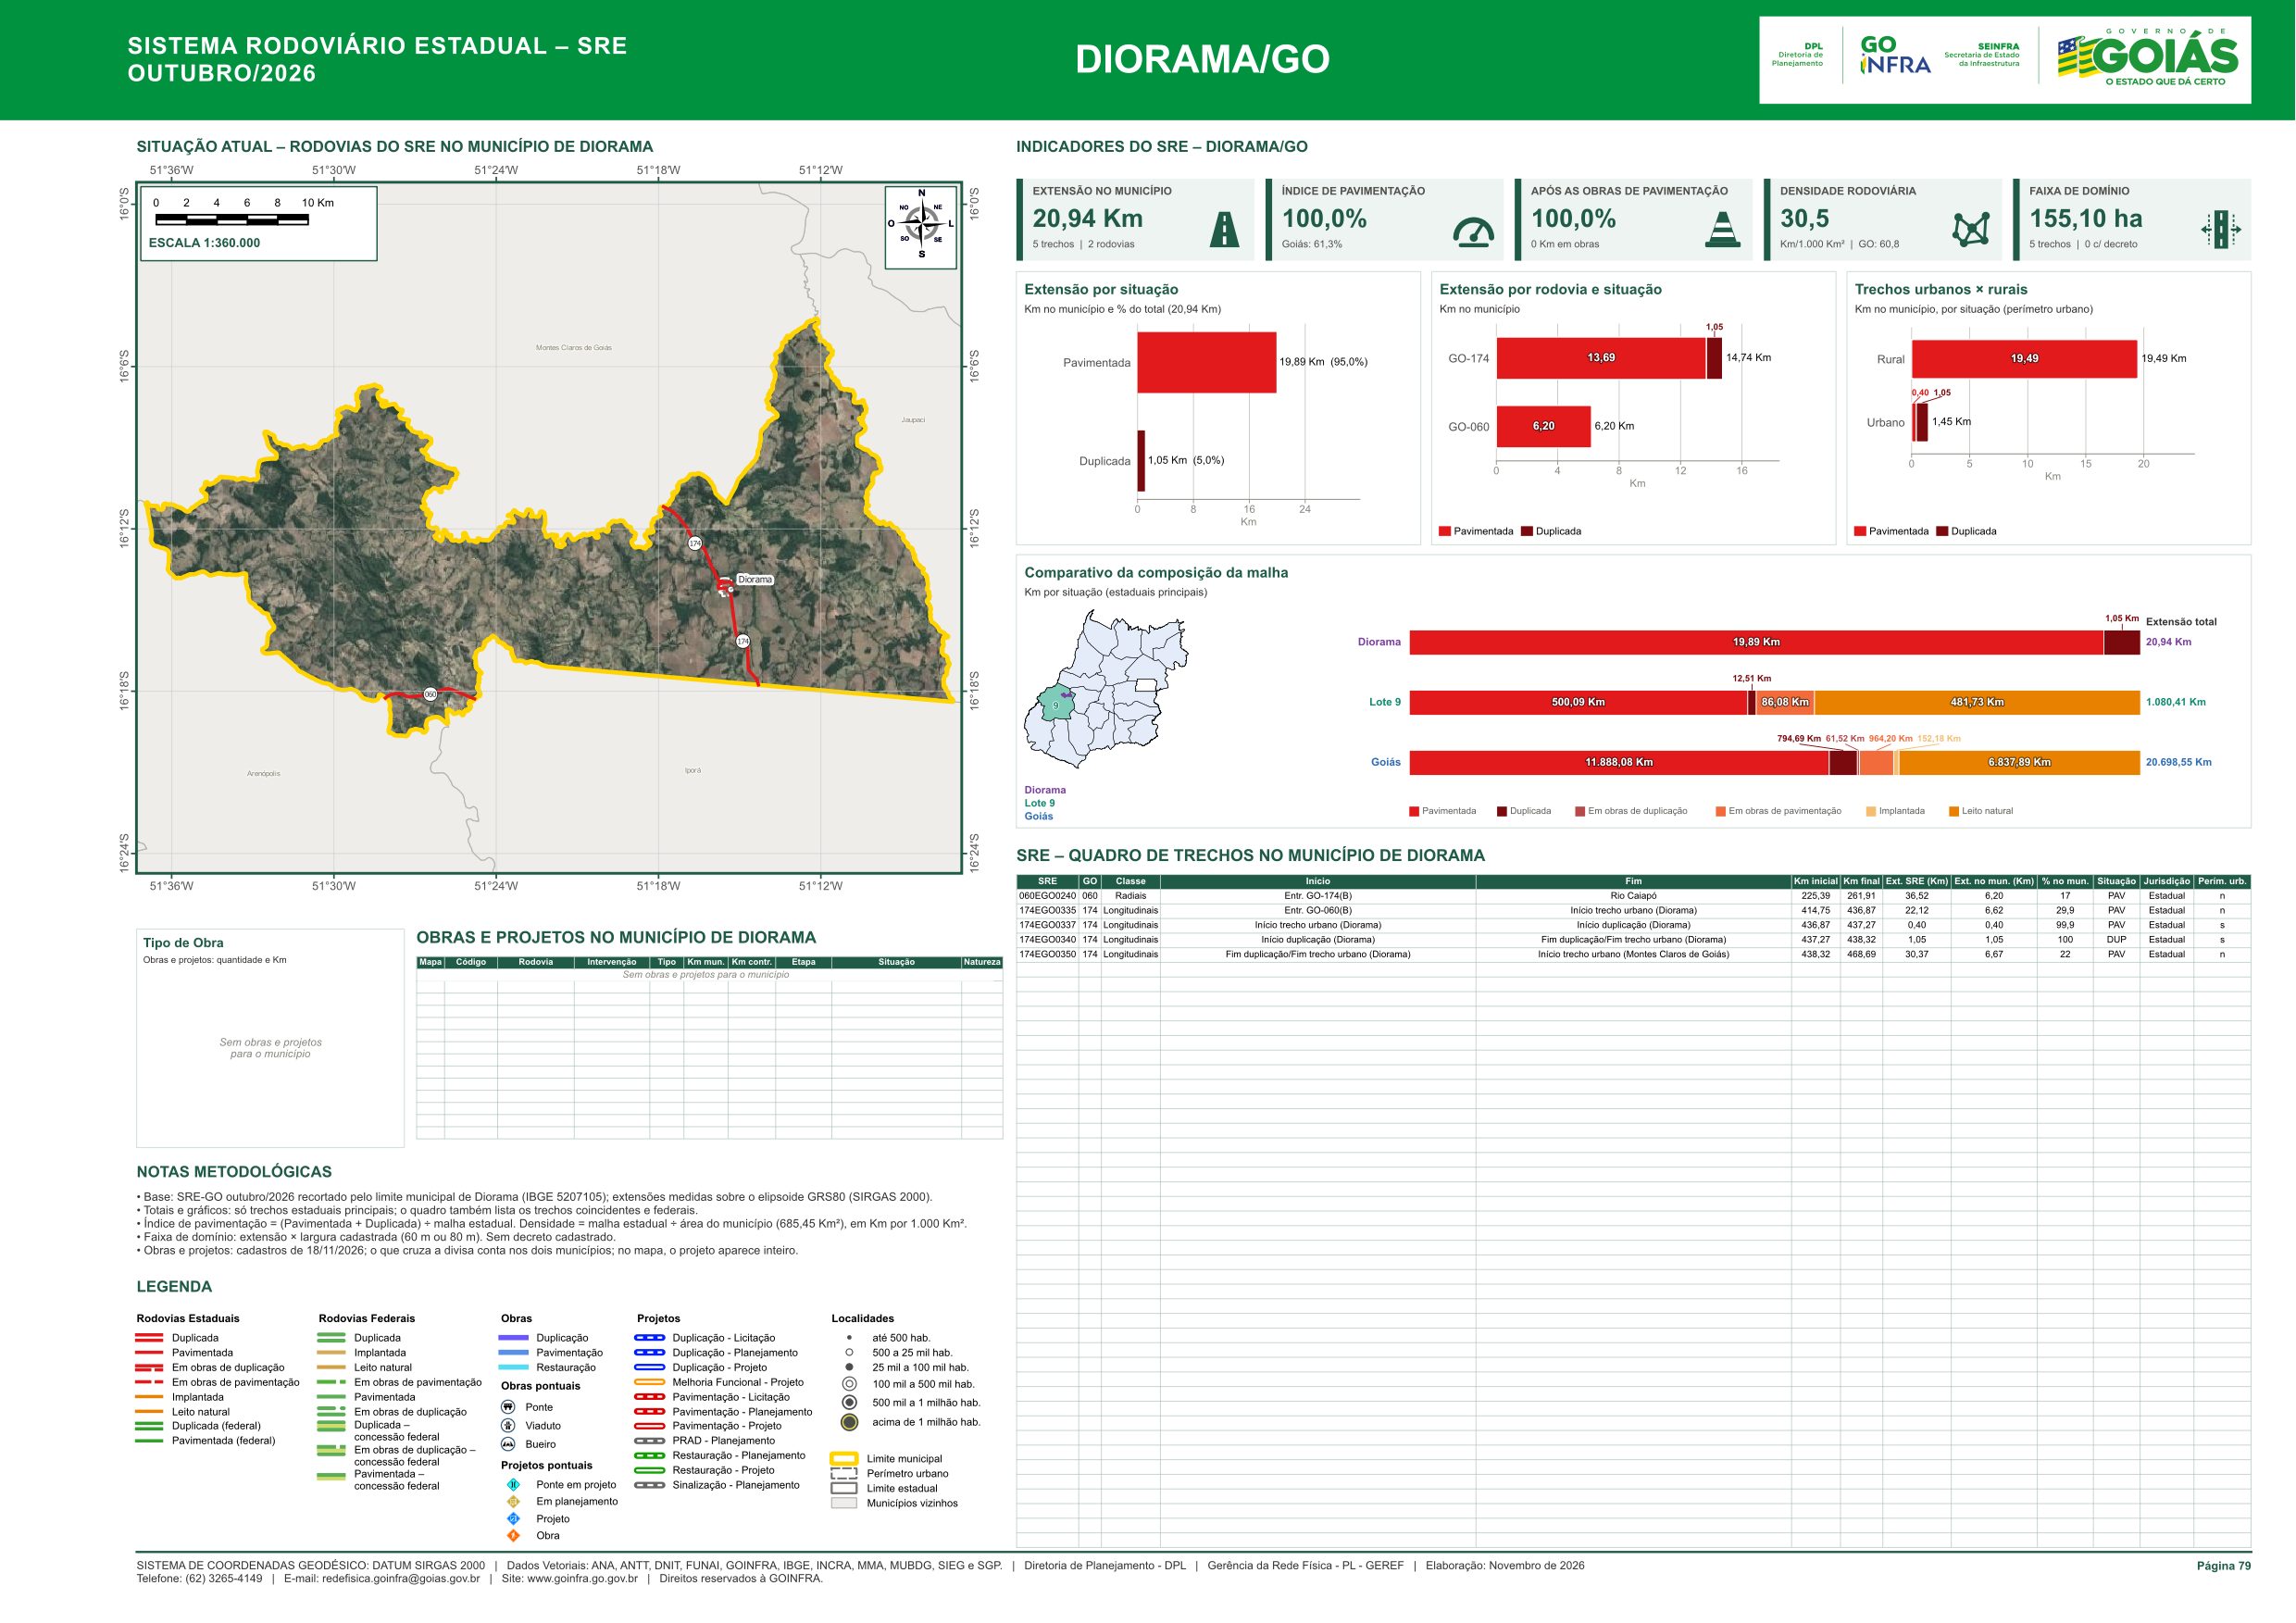 SISTEMA RODOVIÁRIO ESTADUAL – SRE
OUTUBRO/2026
DIORAMA/GO
DPL
Diretoria de
Planejamento
GO
iNFRA
SEINFRA
Secretaria de Estado
da Infraestrutura
GOVERNO DE
GOIÁS
O ESTADO QUE DÁ CERTO
SITUAÇÃO ATUAL – RODOVIAS DO SRE NO MUNICÍPIO DE DIORAMA
51°36'W 51°30'W 51°24'W 51°18'W 51°12'W
16°0'S 16°0'S
16°6'S 16°6'S
16°12'S 16°12'S
16°18'S 16°18'S
16°24'S 16°24'S
0 2 4 6 8 10 Km
ESCALA 1:360.000
N
NO NE
O L
SO SE
S
Montes Claros de Goiás
Jaupaci
174
Diorama
174
060
Arenópolis
Iporá
51°36'W 51°30'W 51°24'W 51°18'W 51°12'W
INDICADORES DO SRE – DIORAMA/GO
EXTENSÃO NO MUNICÍPIO
20,94 Km
5 trechos | 2 rodovias
ÍNDICE DE PAVIMENTAÇÃO
100,0%
Goiás: 61,3%
APÓS AS OBRAS DE PAVIMENTAÇÃO
100,0%
0 Km em obras
DENSIDADE RODOVIÁRIA
30,5
Km/1.000 Km² | GO: 60,8
FAIXA DE DOMÍNIO
155,10 ha
5 trechos | 0 c/ decreto
Extensão por situação
Km no município e % do total (20,94 Km)
Pavimentada 19,89 Km (95,0%)
Duplicada 1,05 Km (5,0%)
0 8 16 24
Km
Extensão por rodovia e situação
Km no município
1,05
GO-174 13,69 14,74 Km
GO-060 6,20 6,20 Km
0 4 8 12 16
Km
Pavimentada Duplicada
Trechos urbanos × rurais
Km no município, por situação (perímetro urbano)
Rural 19,49 19,49 Km
0,40 1,05
Urbano 1,45 Km
0 5 10 15 20
Km
Pavimentada Duplicada
Comparativo da composição da malha
Km por situação (estaduais principais)
9
Diorama
Lote 9
Goiás
1,05 Km Extensão total
Diorama 19,89 Km 20,94 Km
12,51 Km
Lote 9 500,09 Km 86,08 Km 481,73 Km 1.080,41 Km
794,69 Km 61,52 Km 964,20 Km 152,18 Km
Goiás 11.888,08 Km 6.837,89 Km 20.698,55 Km
Pavimentada Duplicada Em obras de duplicação Em obras de pavimentação Implantada Leito natural
SRE – QUADRO DE TRECHOS NO MUNICÍPIO DE DIORAMA
SRE GO Classe Início Fim Km inicial Km final Ext. SRE (Km) Ext. no mun. (Km) % no mun. Situação Jurisdição Perím. urb.
060EGO0240 060 Radiais Entr. GO-174(B) Rio Caiapó 225,39 261,91 36,52 6,20 17 PAV Estadual n
174EGO0335 174 Longitudinais Entr. GO-060(B) Início trecho urbano (Diorama) 414,75 436,87 22,12 6,62 29,9 PAV Estadual n
174EGO0337 174 Longitudinais Início trecho urbano (Diorama) Início duplicação (Diorama) 436,87 437,27 0,40 0,40 99,9 PAV Estadual s
174EGO0340 174 Longitudinais Início duplicação (Diorama) Fim duplicação/Fim trecho urbano (Diorama) 437,27 438,32 1,05 1,05 100 DUP Estadual s
174EGO0350 174 Longitudinais Fim duplicação/Fim trecho urbano (Diorama) Início trecho urbano (Montes Claros de Goiás) 438,32 468,69 30,37 6,67 22 PAV Estadual n
Tipo de Obra
Obras e projetos: quantidade e Km
Sem obras e projetos
para o município
OBRAS E PROJETOS NO MUNICÍPIO DE DIORAMA
Mapa Código Rodovia Intervenção Tipo Km mun. Km contr. Etapa Situação Natureza
Sem obras e projetos para o município
NOTAS METODOLÓGICAS
• Base: SRE-GO outubro/2026 recortado pelo limite municipal de Diorama (IBGE 5207105); extensões medidas sobre o elipsoide GRS80 (SIRGAS 2000).
• Totais e gráficos: só trechos estaduais principais; o quadro também lista os trechos coincidentes e federais.
• Índice de pavimentação = (Pavimentada + Duplicada) ÷ malha estadual. Densidade = malha estadual ÷ área do município (685,45 Km²), em Km por 1.000 Km².
• Faixa de domínio: extensão × largura cadastrada (60 m ou 80 m). Sem decreto cadastrado.
• Obras e projetos: cadastros de 18/11/2026; o que cruza a divisa conta nos dois municípios; no mapa, o projeto aparece inteiro.
LEGENDA
Rodovias Estaduais
Duplicada
Pavimentada
Em obras de duplicação
Em obras de pavimentação
Implantada
Leito natural
Duplicada (federal)
Pavimentada (federal)
Rodovias Federais
Duplicada
Implantada
Leito natural
Em obras de pavimentação
Pavimentada
Em obras de duplicação
Duplicada –
concessão federal
Em obras de duplicação –
concessão federal
Pavimentada –
concessão federal
Obras
Duplicação
Pavimentação
Restauração
Obras pontuais
Ponte
Viaduto
Bueiro
Projetos pontuais
Ponte em projeto
Em planejamento
Projeto
Obra
Projetos
Duplicação - Licitação
Duplicação - Planejamento
Duplicação - Projeto
Melhoria Funcional - Projeto
Pavimentação - Licitação
Pavimentação - Planejamento
Pavimentação - Projeto
PRAD - Planejamento
Restauração - Planejamento
Restauração - Projeto
Sinalização - Planejamento
Localidades
até 500 hab.
500 a 25 mil hab.
25 mil a 100 mil hab.
100 mil a 500 mil hab.
500 mil a 1 milhão hab.
acima de 1 milhão hab.
Limite municipal
Perímetro urbano
Limite estadual
Municípios vizinhos
SISTEMA DE COORDENADAS GEODÉSICO: DATUM SIRGAS 2000 | Dados Vetoriais: ANA, ANTT, DNIT, FUNAI, GOINFRA, IBGE, INCRA, MMA, MUBDG, SIEG e SGP. | Diretoria de Planejamento - DPL | Gerência da Rede Física - PL - GEREF | Elaboração: Novembro de 2026
Página 79
Telefone: (62) 3265-4149 | E-mail: redefisica.goinfra@goias.gov.br | Site: www.goinfra.go.gov.br | Direitos reservados à GOINFRA.